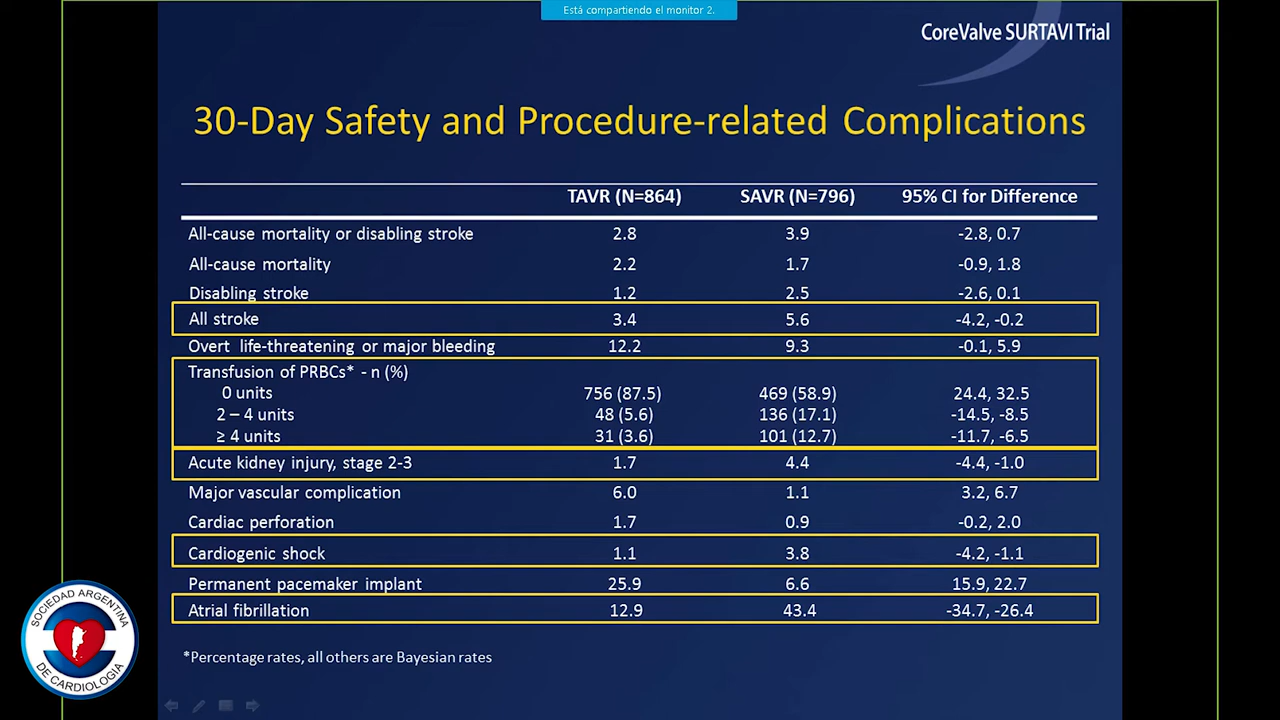 Está compartiendo el monitor 2.
CoreValve SURTAVI Trial
30-Day Safety and Procedure-related Complications
TAVR (N=864) SAVR (N=796) 95% CI for Difference
All-cause mortality or disabling stroke 2.8 3.9 -2.8, 0.7
All-cause mortality 2.2 1.7 -0.9, 1.8
Disabling stroke 1.2 2.5 -2.6, 0.1
All stroke 3.4 5.6 -4.2, -0.2
Overt life-threatening or major bleeding 12.2 9.3 -0.1, 5.9
Transfusion of PRBCs* - n (%)
0 units 756 (87.5) 469 (58.9) 24.4, 32.5
2 – 4 units 48 (5.6) 136 (17.1) -14.5, -8.5
≥ 4 units 31 (3.6) 101 (12.7) -11.7, -6.5
Acute kidney injury, stage 2-3 1.7 4.4 -4.4, -1.0
Major vascular complication 6.0 1.1 3.2, 6.7
Cardiac perforation 1.7 0.9 -0.2, 2.0
Cardiogenic shock 1.1 3.8 -4.2, -1.1
Permanent pacemaker implant 25.9 6.6 15.9, 22.7
Atrial fibrillation 12.9 43.4 -34.7, -26.4
*Percentage rates, all others are Bayesian rates
SOCIEDAD ARGENTINA
DE CARDIOLOGIA